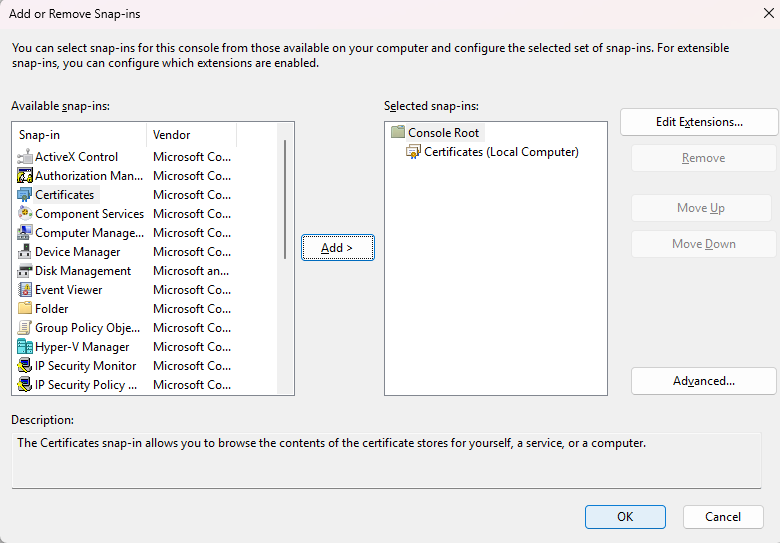 Add or Remove Snap-ins
You can select snap-ins for this console from those available on your computer and configure the selected set of snap-ins. For extensible
snap-ins, you can configure which extensions are enabled.
Available snap-ins:
Snap-in Vendor
ActiveX Control Microsoft Co...
Authorization Man... Microsoft Co...
Certificates Microsoft Co...
Component Services Microsoft Co...
Computer Manage... Microsoft Co...
Device Manager Microsoft Co...
Disk Management Microsoft an...
Event Viewer Microsoft Co...
Folder Microsoft Co...
Group Policy Obje... Microsoft Co...
Hyper-V Manager Microsoft Co...
IP Security Monitor Microsoft Co...
IP Security Policy ... Microsoft Co...
Add >
Selected snap-ins:
Console Root
Certificates (Local Computer)
Edit Extensions...
Remove
Move Up
Move Down
Advanced...
Description:
The Certificates snap-in allows you to browse the contents of the certificate stores for yourself, a service, or a computer.
OK
Cancel